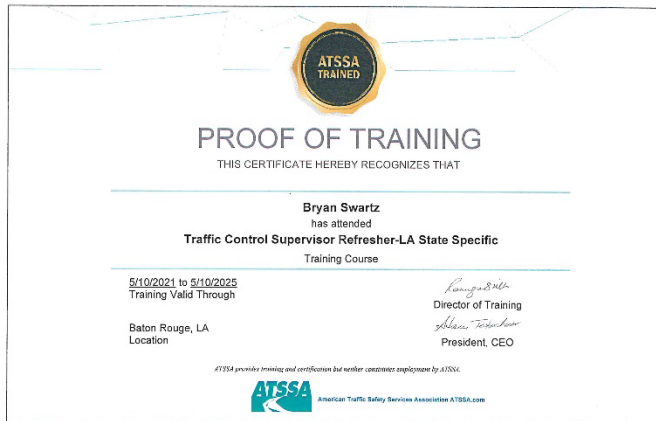 ATSSA
TRAINED
PROOF OF TRAINING
THIS CERTIFICATE HEREBY RECOGNIZES THAT
Bryan Swartz
has attended
Traffic Control Supervisor Refresher-LA State Specific
Training Course
5/10/2021 to 5/10/2025
Training Valid Through
Director of Training
Baton Rouge, LA
Location
President, CEO
ATSSA provides training and certification but neither constitutes employment by ATSSA.
ATSSA
American Traffic Safety Services Association ATSSA.com